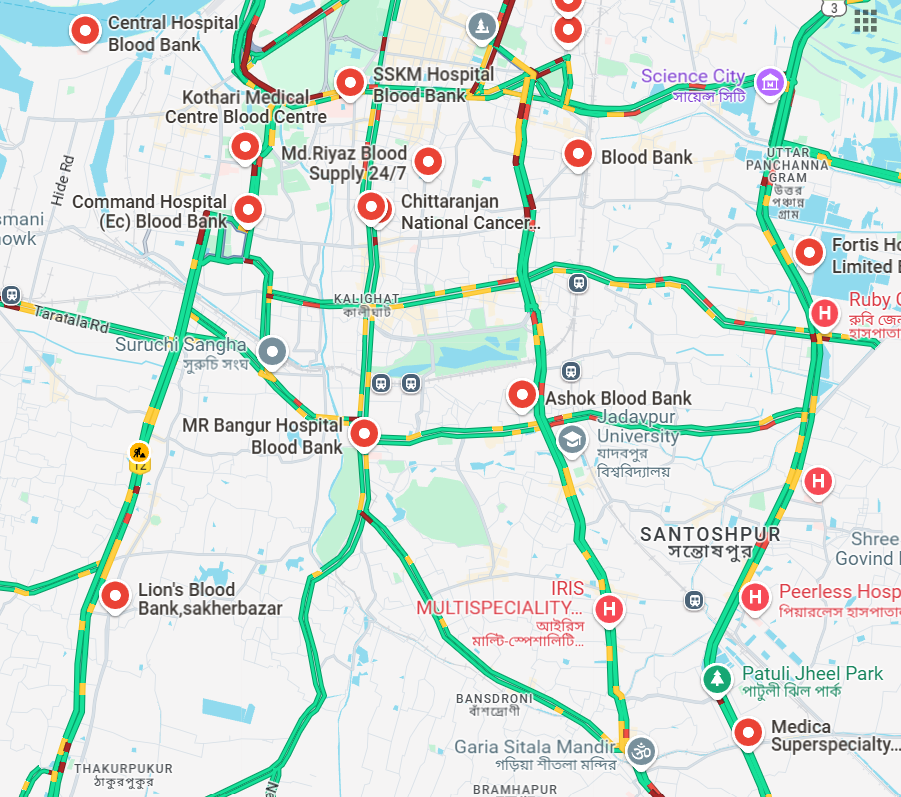 Central Hospital
Blood Bank
3
SSKM Hospital
Blood Bank
Science City
সায়েন্স সিটি
Kothari Medical
Centre Blood Centre
Md.Riyaz Blood
Supply 24/7
Blood Bank
UTTAR
PANCHANNA
GRAM
উত্তর
পঞ্চান্ন
গ্রাম
Hide Rd
Command Hospital
(Ec) Blood Bank
Chittaranjan
National Cancer...
smani
howk
Fortis Ho
Limited B
KALIGHAT
কালীঘাট
Ruby G
রুবি জেন
হাসপাতা
Taratala Rd
Suruchi Sangha
সুরুচি সংঘ
Ashok Blood Bank
Jadavpur
University
যাদবপুর
বিশ্ববিদ্যালয়
MR Bangur Hospital
Blood Bank
12
SANTOSHPUR
সন্তোষপুর
Shree
Govind
IRIS
MULTISPECIALITY...
আইরিস
মাল্টি-স্পেশালিটি...
Lion's Blood
Bank,sakherbazar
Peerless Hosp
পিয়ারলেস হাসপাতা
Patuli Jheel Park
পাটুলী ঝিল পার্ক
BANSDRONI
বাঁশদ্রোণী
Medica
Superspecialty...
Garia Sitala Mandir
গড়িয়া শীতলা মন্দির
THAKURPUKUR
ঠাকুরপুকুর
BRAMHAPUR